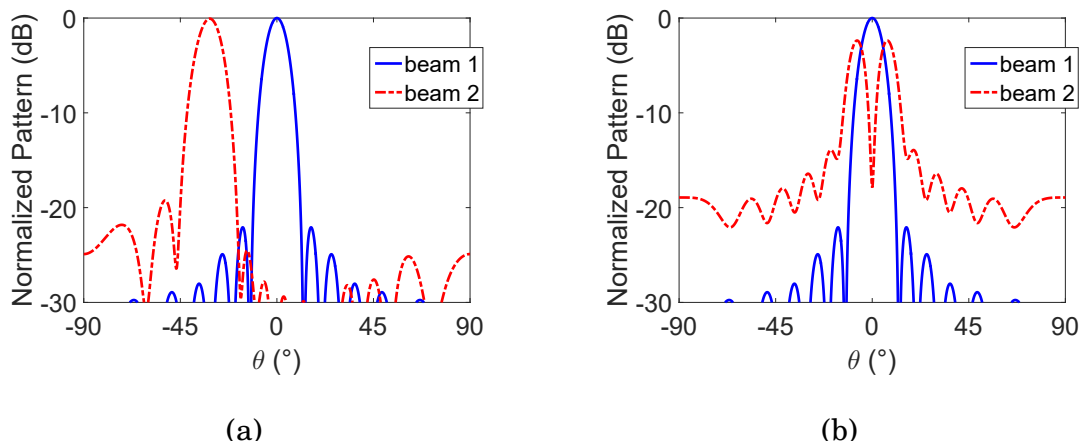 Normalized Pattern (dB)
0
-10
-20
-30
-90 -45 0 45 90
θ (°)
beam 1
beam 2
(a)
Normalized Pattern (dB)
0
-10
-20
-30
-90 -45 0 45 90
θ (°)
beam 1
beam 2
(b)